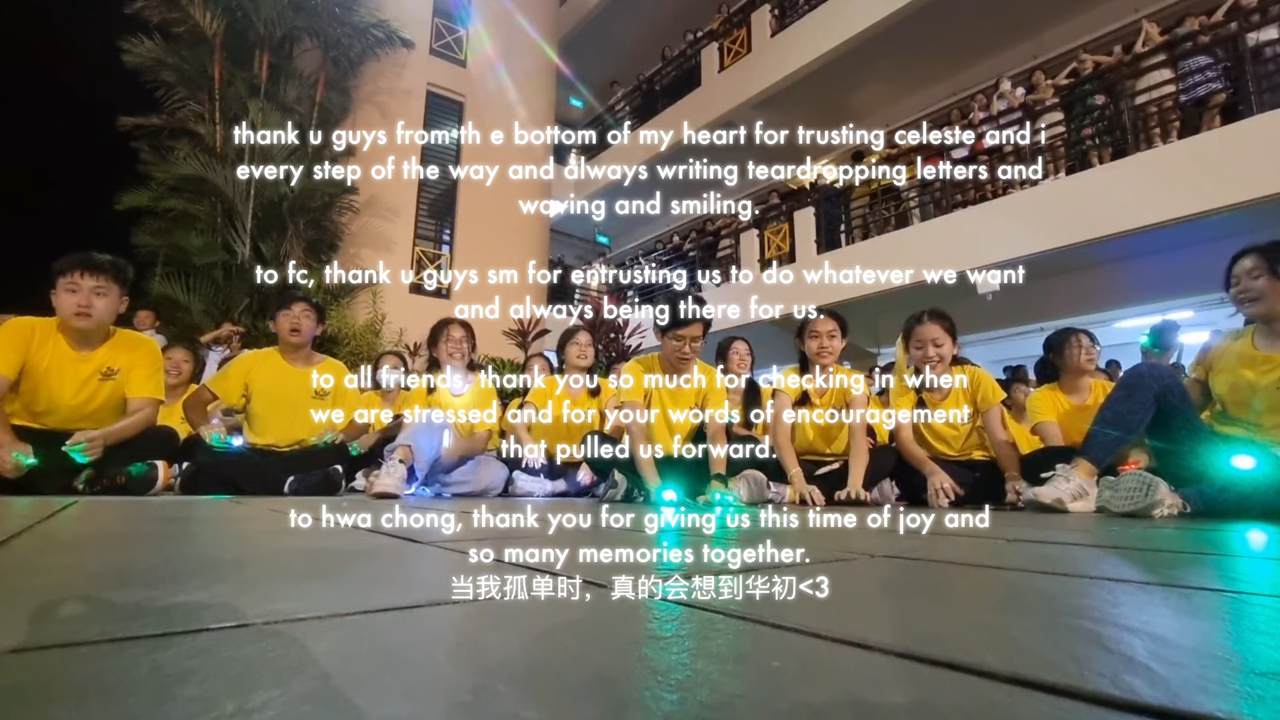 thank u guys from th e bottom of my heart for trusting celeste and i
every step of the way and always writing teardropping letters and
waving and smiling.
to fc, thank u guys sm for entrusting us to do whatever we want
and always being there for us.
to all friends, thank you so much for checking in when
we are stressed and for your words of encouragement
that pulled us forward.
to hwa chong, thank you for giving us this time of joy and
so many memories together.
当我孤单时，真的会想到华初<3